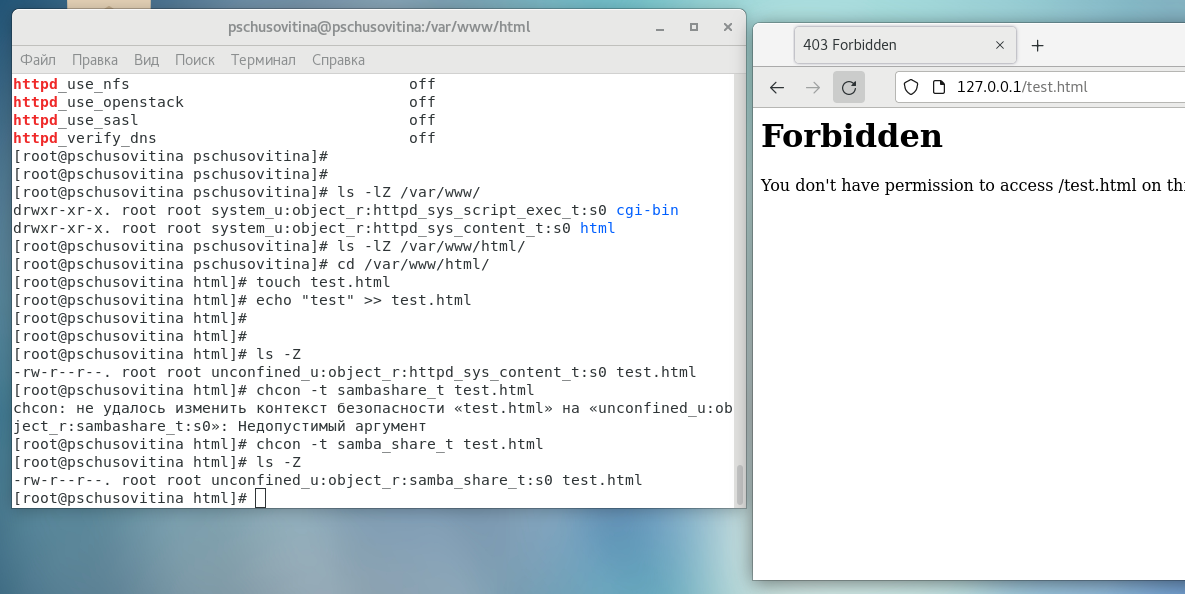 pschusovitina@pschusovitina:/var/www/html
Файл Правка Вид Поиск Терминал Справка
httpd_use_nfs off
httpd_use_openstack off
httpd_use_sasl off
httpd_verify_dns off
[root@pschusovitina pschusovitina]#
[root@pschusovitina pschusovitina]#
[root@pschusovitina pschusovitina]# ls -lZ /var/www/
drwxr-xr-x. root root system_u:object_r:httpd_sys_script_exec_t:s0 cgi-bin
drwxr-xr-x. root root system_u:object_r:httpd_sys_content_t:s0 html
[root@pschusovitina pschusovitina]# ls -lZ /var/www/html/
[root@pschusovitina pschusovitina]# cd /var/www/html/
[root@pschusovitina html]# touch test.html
[root@pschusovitina html]# echo "test" >> test.html
[root@pschusovitina html]#
[root@pschusovitina html]#
[root@pschusovitina html]# ls -Z
-rw-r--r--. root root unconfined_u:object_r:httpd_sys_content_t:s0 test.html
[root@pschusovitina html]# chcon -t sambashare_t test.html
chcon: не удалось изменить контекст безопасности «test.html» на «unconfined_u:ob
ject_r:sambashare_t:s0»: Недопустимый аргумент
[root@pschusovitina html]# chcon -t samba_share_t test.html
[root@pschusovitina html]# ls -Z
-rw-r--r--. root root unconfined_u:object_r:samba_share_t:s0 test.html
[root@pschusovitina html]#
403 Forbidden
127.0.0.1/test.html
Forbidden
You don't have permission to access /test.html on thi